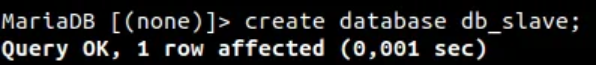 MariaDB [(none)]> create database db_slave;
Query OK, 1 row affected (0,001 sec)